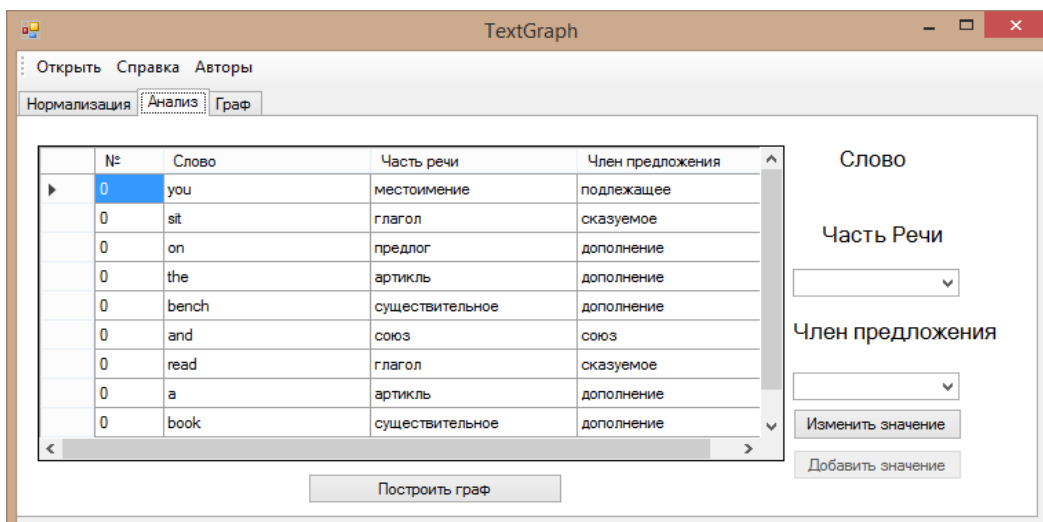 TextGraph
Открыть Справка Авторы
Нормализация Анализ Граф
№ Слово Часть речи Член предложения
0 you местоимение подлежащее
0 sit глагол сказуемое
0 on предлог дополнение
0 the артикль дополнение
0 bench существительное дополнение
0 and союз союз
0 read глагол сказуемое
0 a артикль дополнение
0 book существительное дополнение
Построить граф
Слово
Часть Речи
Член предложения
Изменить значение
Добавить значение